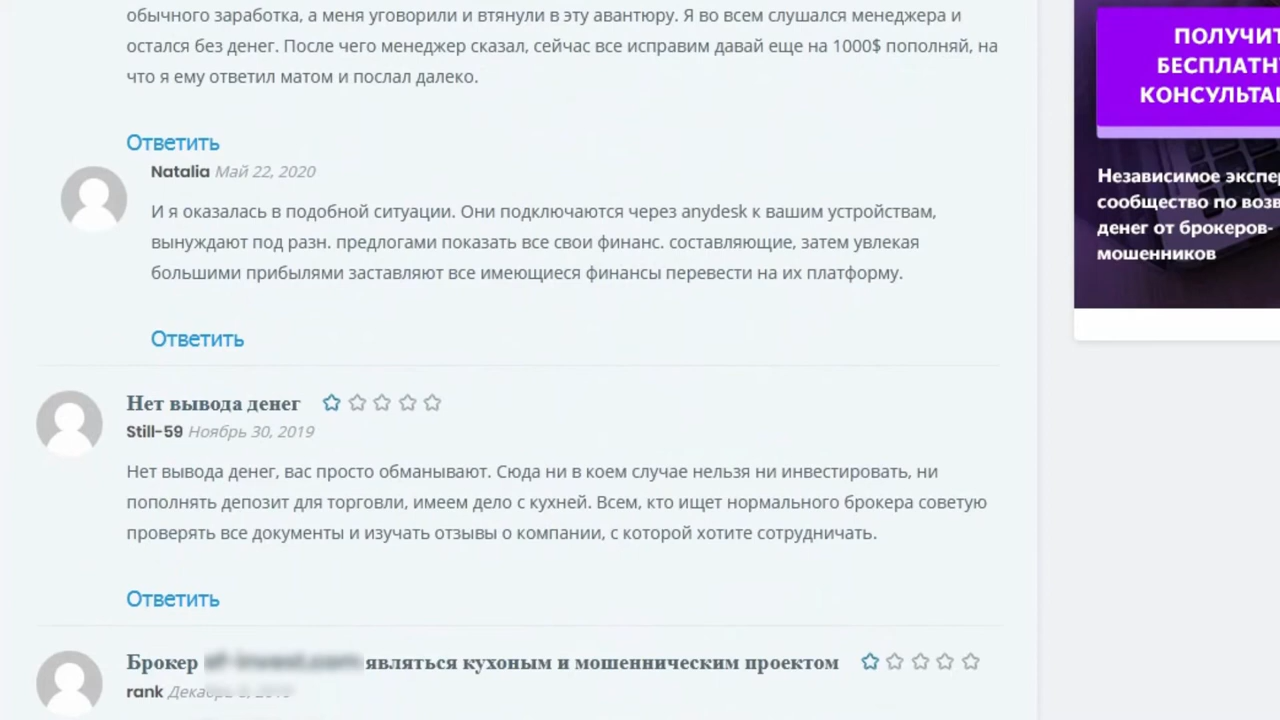 обычного заработка, а меня уговорили и втянули в эту авантюру. Я во всем слушался менеджера и
остался без денег. После чего менеджер сказал, сейчас все исправим давай еще на 1000$ пополняй, на
что я ему ответил матом и послал далеко.
Ответить
Natalia Май 22, 2020
И я оказалась в подобной ситуации. Они подключаются через anydesk к вашим устройствам,
вынуждают под разн. предлогами показать все свои финанс. составляющие, затем увлекая
большими прибылями заставляют все имеющиеся финансы перевести на их платформу.
Ответить
Нет вывода денег
Still-59 Ноябрь 30, 2019
Нет вывода денег, вас просто обманывают. Сюда ни в коем случае нельзя ни инвестировать, ни
пополнять депозит для торговли, имеем дело с кухней. Всем, кто ищет нормального брокера советую
проверять все документы и изучать отзывы о компании, с которой хотите сотрудничать.
Ответить
Брокер являться кухоным и мошенническим проектом
rank
ПОЛУЧИТ
БЕСПЛАТН
КОНСУЛЬТА
Независимое экспе
сообщество по возв
денег от брокеров-
мошенников